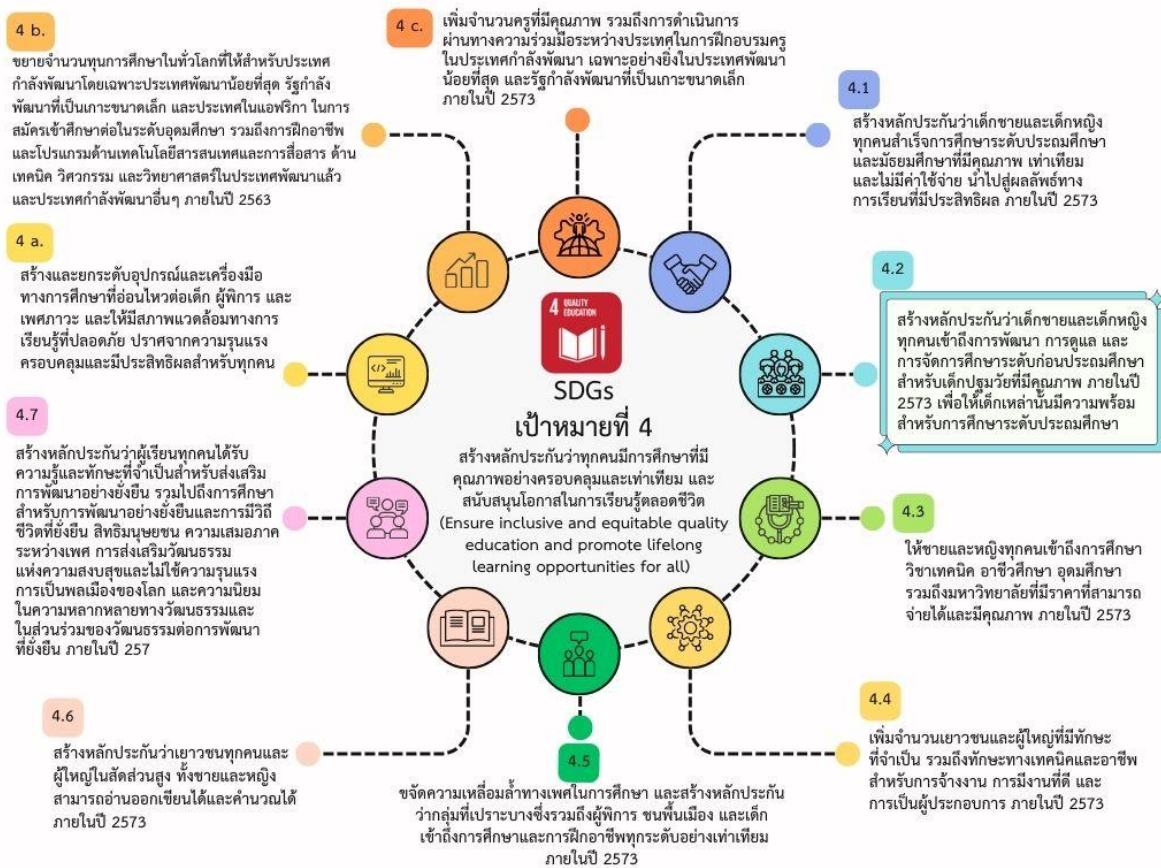 4 b.
ขยายจำนวนทุนการศึกษาในทั่วโลกที่ให้สำหรับประเทศ
กำลังพัฒนาโดยเฉพาะประเทศพัฒนาน้อยที่สุด รัฐกำลัง
พัฒนาที่เป็นเกาะขนาดเล็ก และประเทศในแอฟริกา ในการ
สมัครเข้าศึกษาต่อในระดับอุดมศึกษา รวมถึงการฝึกอาชีพ
และโปรแกรมด้านเทคโนโลยีสารสนเทศและการสื่อสาร ด้าน
เทคนิค วิศวกรรม และวิทยาศาสตร์ในประเทศพัฒนาแล้ว
และประเทศกำลังพัฒนาอื่นๆ ภายในปี 2563
4 c.
เพิ่มจำนวนครูที่มีคุณภาพ รวมถึงการดำเนินการ
ผ่านทางความร่วมมือระหว่างประเทศในการฝึกอบรมครู
ในประเทศกำลังพัฒนา เฉพาะอย่างยิ่งในประเทศพัฒนา
น้อยที่สุด และรัฐกำลังพัฒนาที่เป็นเกาะขนาดเล็ก
ภายในปี 2573
4.1
สร้างหลักประกันว่าเด็กชายและเด็กหญิง
ทุกคนสำเร็จการศึกษาระดับประถมศึกษา
และมัธยมศึกษาที่มีคุณภาพ เท่าเทียม
และไม่มีค่าใช้จ่าย นำไปสู่ผลลัพธ์ทาง
การเรียนที่มีประสิทธิผล ภายในปี 2573
4 a.
สร้างและยกระดับอุปกรณ์และเครื่องมือ
ทางการศึกษาที่อ่อนไหวต่อเด็ก ผู้พิการ และ
เพศภาวะ และให้มีสภาพแวดล้อมทางการ
เรียนรู้ที่ปลอดภัย ปราศจากความรุนแรง
ครอบคลุมและมีประสิทธิผลสำหรับทุกคน
4.2
สร้างหลักประกันว่าเด็กชายและเด็กหญิง
ทุกคนเข้าถึงการพัฒนา การดูแล และ
การจัดการศึกษาระดับก่อนประถมศึกษา
สำหรับเด็กปฐมวัยที่มีคุณภาพ ภายในปี
2573 เพื่อให้เด็กเหล่านั้นมีความพร้อม
สำหรับการศึกษาระดับประถมศึกษา
4 QUALITY
EDUCATION
SDGs
เป้าหมายที่ 4
สร้างหลักประกันว่าทุกคนมีการศึกษาที่มี
คุณภาพอย่างครอบคลุมและเท่าเทียม และ
สนับสนุนโอกาสในการเรียนรู้ตลอดชีวิต
(Ensure inclusive and equitable quality
education and promote lifelong
learning opportunities for all)
4.7
สร้างหลักประกันว่าผู้เรียนทุกคนได้รับ
ความรู้และทักษะที่จำเป็นสำหรับส่งเสริม
การพัฒนาอย่างยั่งยืน รวมไปถึงการศึกษา
สำหรับการพัฒนาอย่างยั่งยืนและการมีวิถี
ชีวิตที่ยั่งยืน สิทธิมนุษยชน ความเสมอภาค
ระหว่างเพศ การส่งเสริมวัฒนธรรม
แห่งความสงบสุขและไม่ใช้ความรุนแรง
การเป็นพลเมืองของโลก และความนิยม
ในความหลากหลายทางวัฒนธรรมและ
ในส่วนร่วมของวัฒนธรรมต่อการพัฒนา
ที่ยั่งยืน ภายในปี 257
4.3
ให้ชายและหญิงทุกคนเข้าถึงการศึกษา
วิชาเทคนิค อาชีวศึกษา อุดมศึกษา
รวมถึงมหาวิทยาลัยที่มีราคาที่สามารถ
จ่ายได้และมีคุณภาพ ภายในปี 2573
4.6
สร้างหลักประกันว่าเยาวชนทุกคนและ
ผู้ใหญ่ในสัดส่วนสูง ทั้งชายและหญิง
สามารถอ่านออกเขียนได้และคำนวณได้
ภายในปี 2573
4.5
ขจัดความเหลื่อมล้ำทางเพศในการศึกษา และสร้างหลักประกัน
ว่ากลุ่มที่เปราะบางซึ่งรวมถึงผู้พิการ ชนพื้นเมือง และเด็ก
เข้าถึงการศึกษาและการฝึกอาชีพทุกระดับอย่างเท่าเทียม
ภายในปี 2573
4.4
เพิ่มจำนวนเยาวชนและผู้ใหญ่ที่มีทักษะ
ที่จำเป็น รวมถึงทักษะทางเทคนิคและอาชีพ
สำหรับการจ้างงาน การมีงานที่ดี และ
การเป็นผู้ประกอบการ ภายในปี 2573